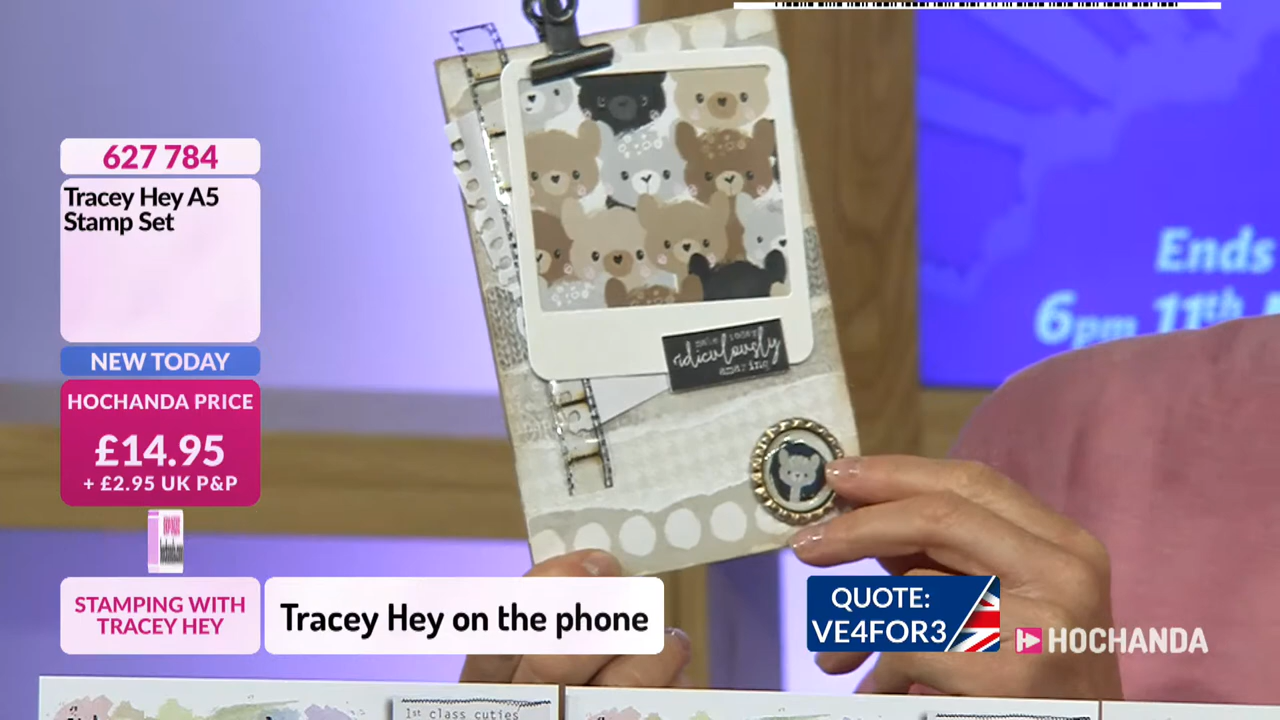 627 784
Tracey Hey A5
Stamp Set
NEW TODAY
HOCHANDA PRICE
£14.95
+ £2.95 UK P&P
STAMPING WITH
TRACEY HEY
Tracey Hey on the phone
QUOTE:
VE4FOR3
HOCHANDA
Ends
6pm 11th
ridiculously
amazing
1st class cuties